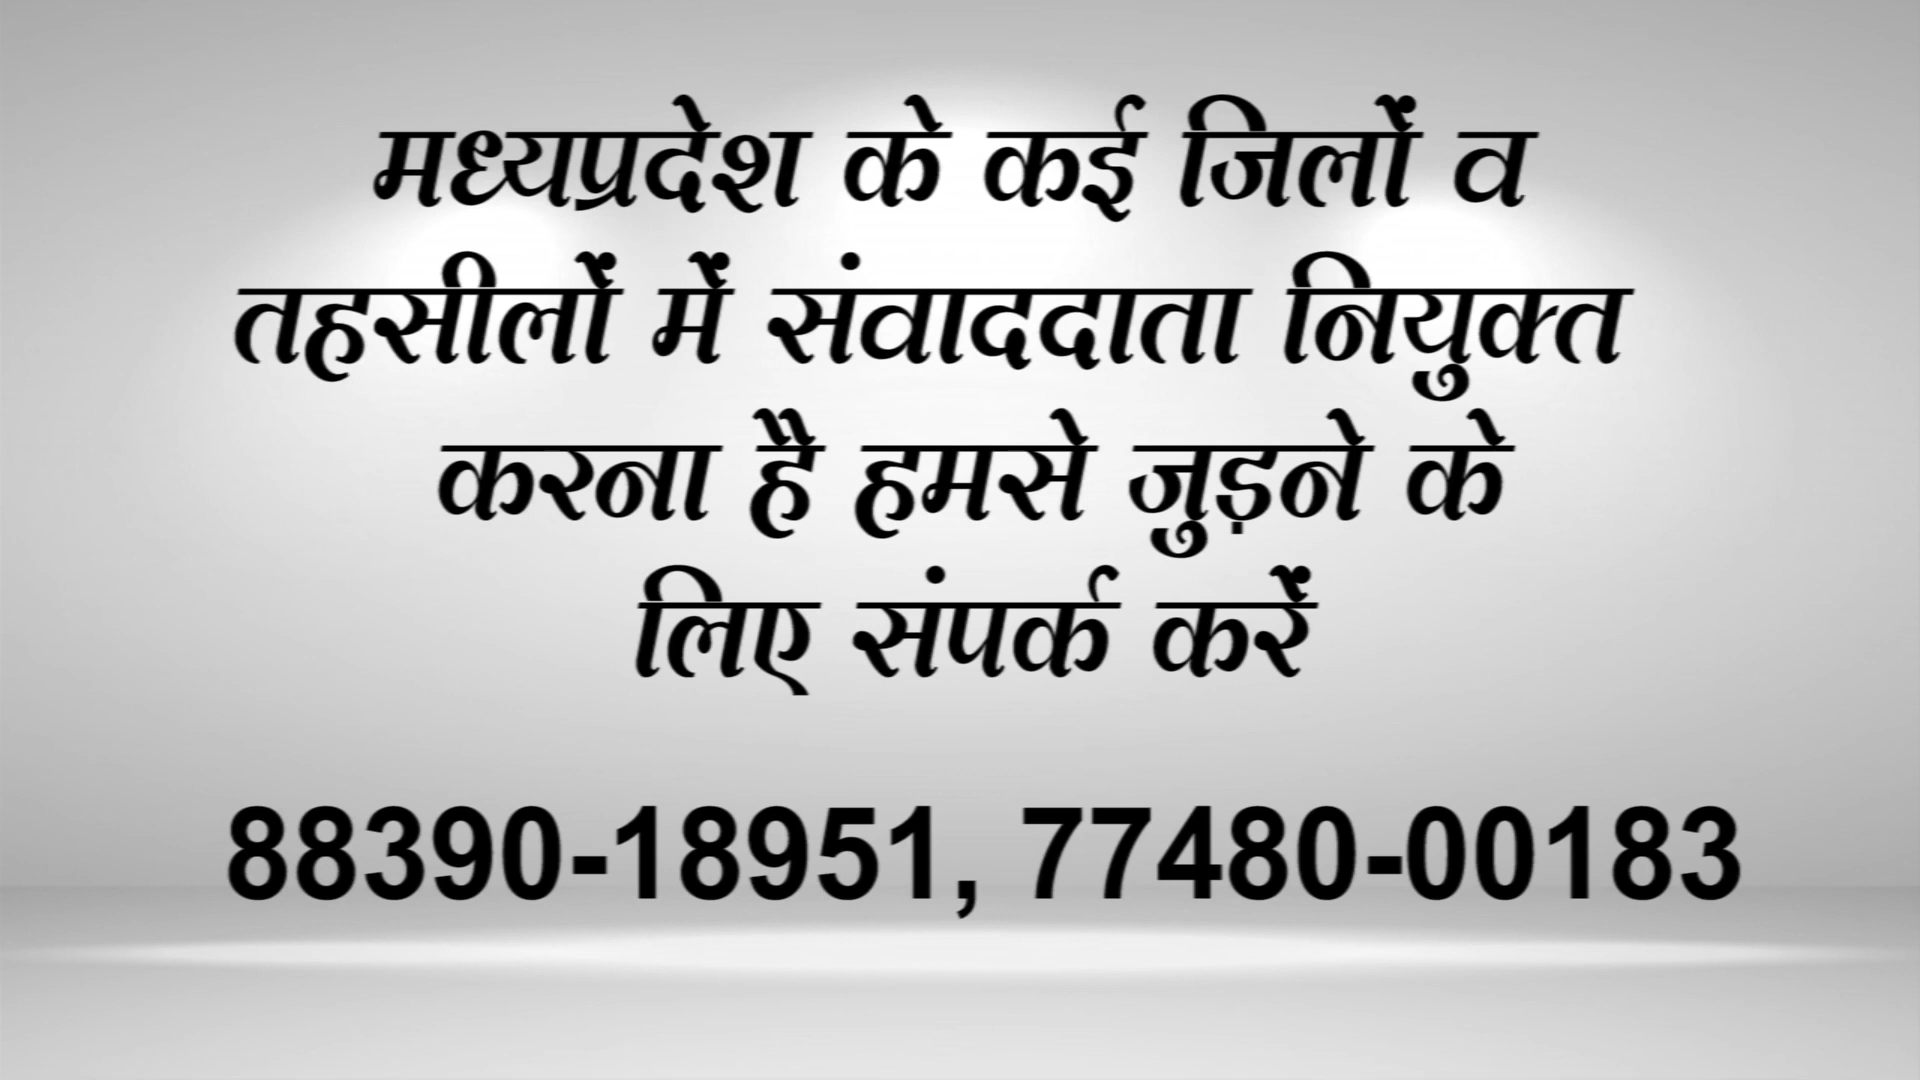 मध्यप्रदेश के कई जिलों व
तहसीलों में संवाददाता नियुक्त
करना है हमसे जुड़ने के
लिए संपर्क करें
88390-18951, 77480-00183